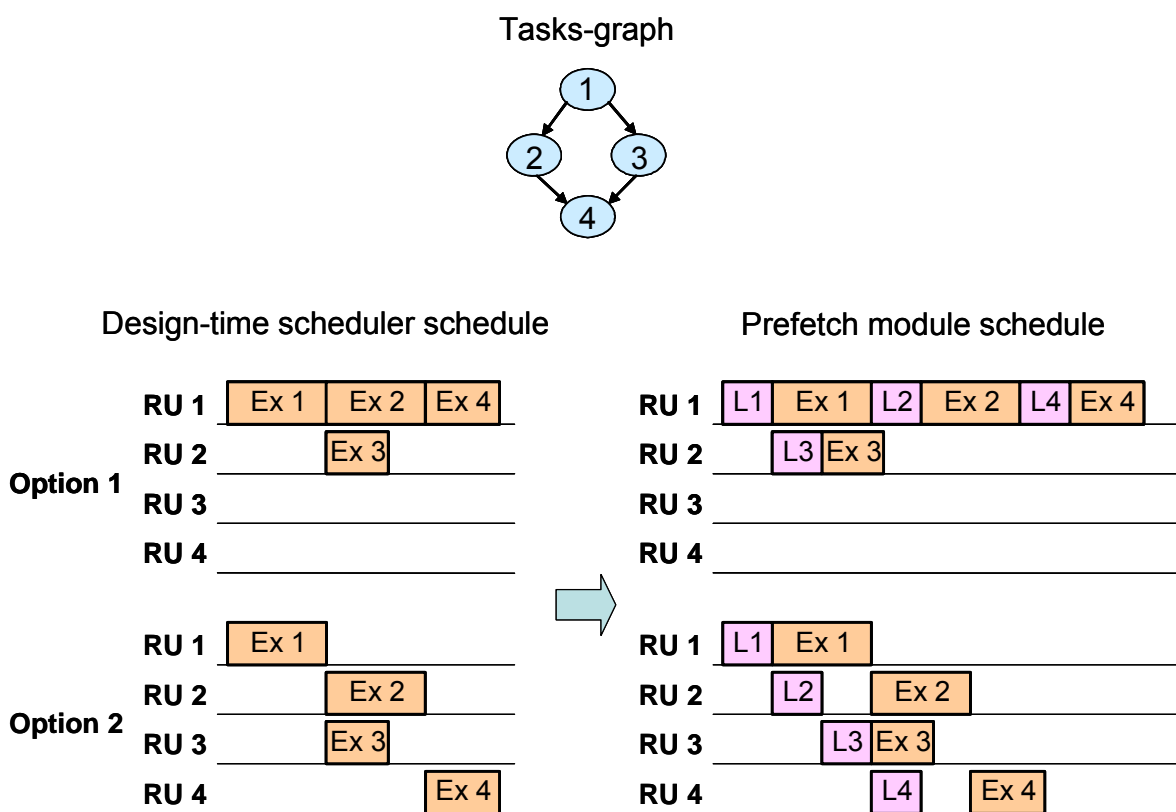 Tasks-graph
1
2 3
4
Design-time scheduler schedule
Prefetch module schedule
Option 1
RU 1 Ex 1 Ex 2 Ex 4
RU 2 Ex 3
RU 3
RU 4
RU 1 L1 Ex 1 L2 Ex 2 L4 Ex 4
RU 2 L3 Ex 3
RU 3
RU 4
Option 2
RU 1 Ex 1
RU 2 Ex 2
RU 3 Ex 3
RU 4 Ex 4
RU 1 L1 Ex 1
RU 2 L2 Ex 2
RU 3 L3 Ex 3
RU 4 L4 Ex 4